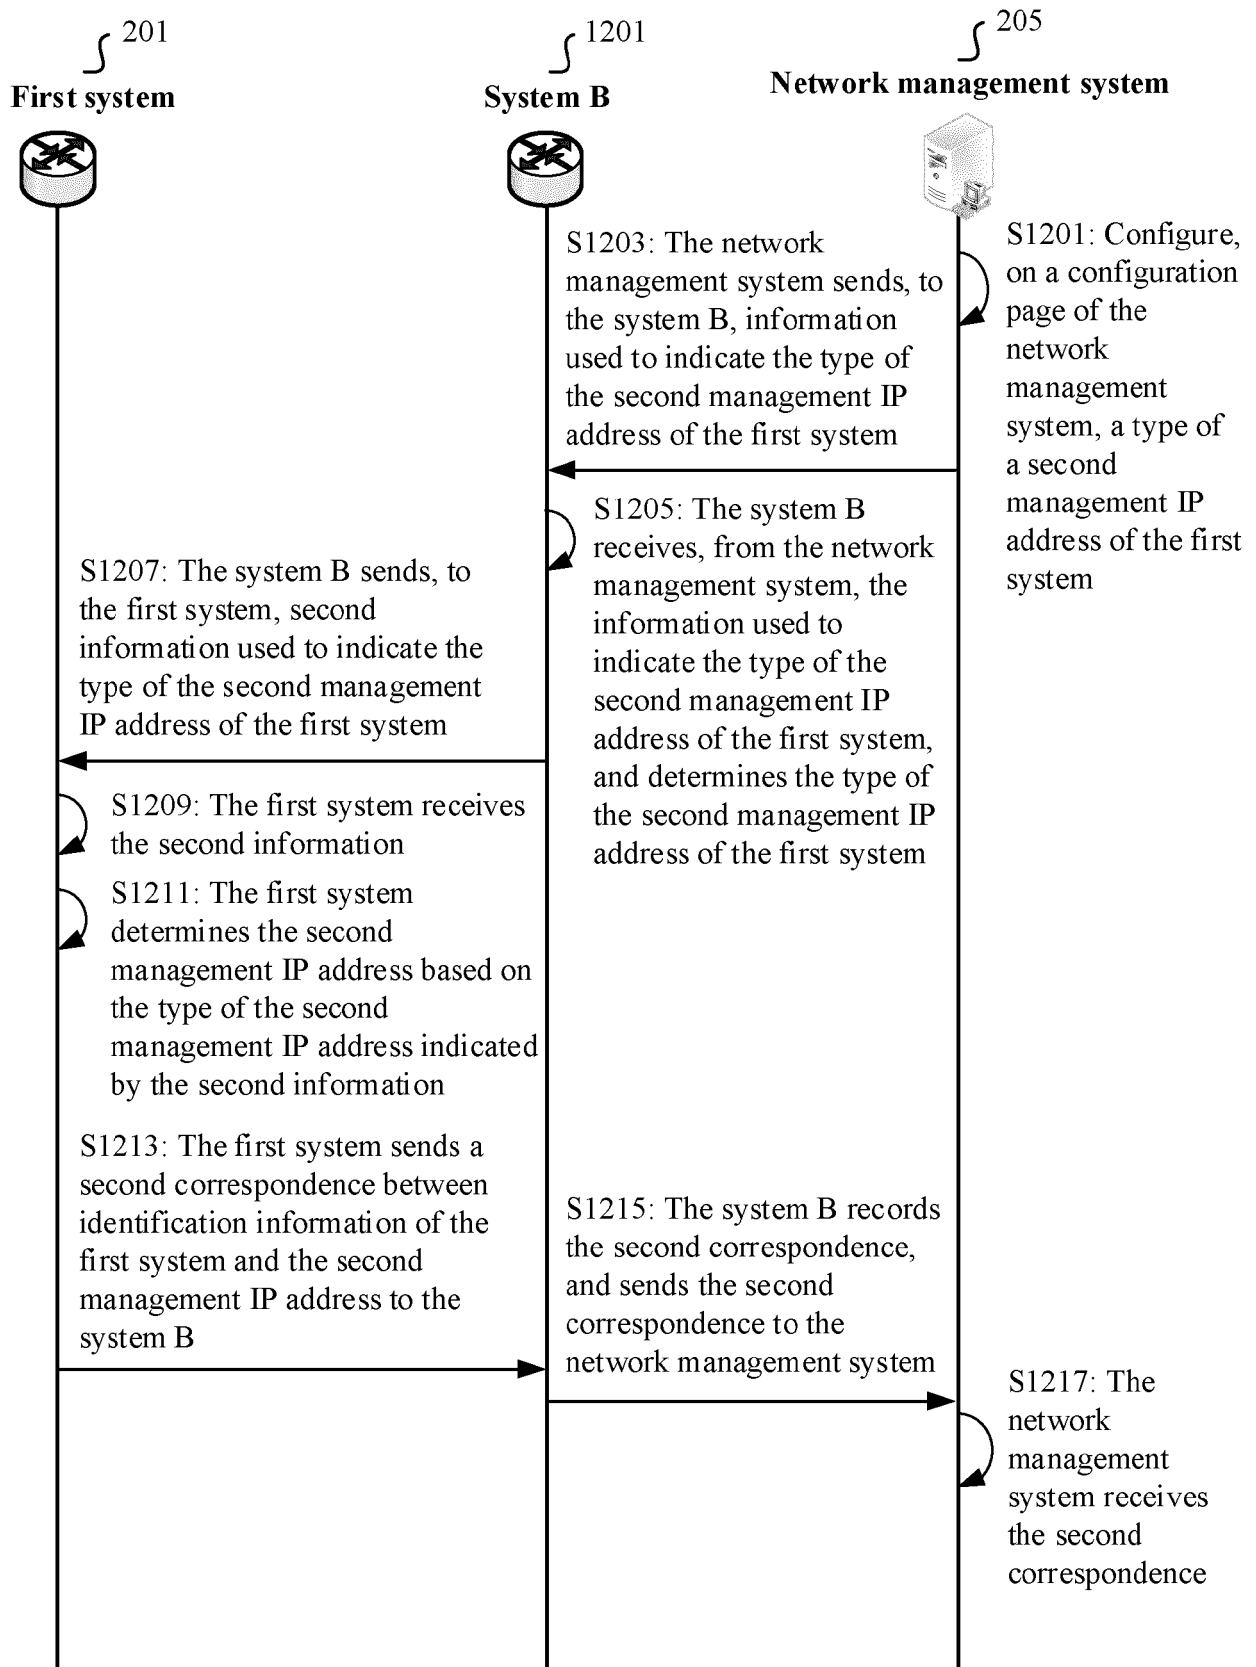 201
1201
205
First system
System B
Network management system
S1201: Configure,
on a configuration
page of the
network
management
system, a type of
a second
management IP
address of the first
system
S1203: The network
management system sends, to
the system B, information
used to indicate the type of
the second management IP
address of the first system
S1205: The system B
receives, from the network
management system, the
information used to
indicate the type of the
second management IP
address of the first system,
and determines the type of
the second management IP
address of the first system
S1207: The system B sends, to
the first system, second
information used to indicate the
type of the second management
IP address of the first system
S1209: The first system receives
the second information
S1211: The first system
determines the second
management IP address based on
the type of the second
management IP address indicated
by the second information
S1213: The first system sends a
second correspondence between
identification information of the
first system and the second
management IP address to the
system B
S1215: The system B records
the second correspondence,
and sends the second
correspondence to the
network management system
S1217: The
network
management
system receives
the second
correspondence